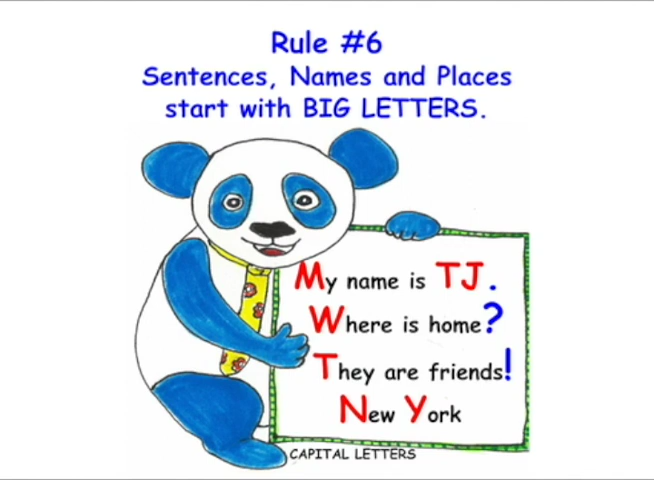 Rule #6
Sentences, Names and Places
start with BIG LETTERS.
My name is TJ.
Where is home?
They are friends!
New York
CAPITAL LETTERS